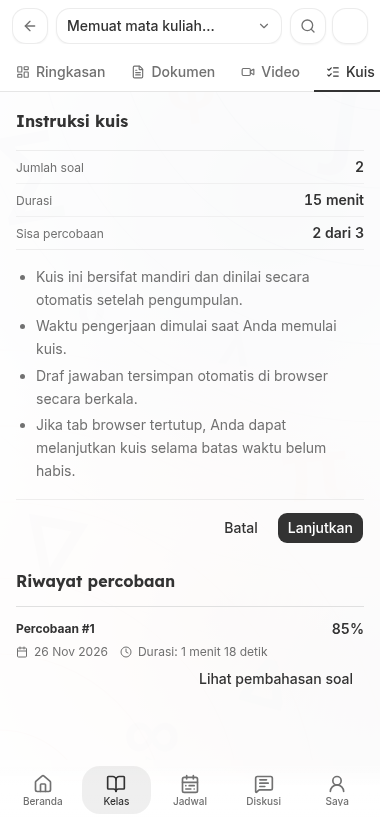 Memuat mata kuliah...
Ringkasan
Dokumen
Video
Kuis
Instruksi kuis
Jumlah soal 2
Durasi 15 menit
Sisa percobaan 2 dari 3
• Kuis ini bersifat mandiri dan dinilai secara
otomatis setelah pengumpulan.
• Waktu pengerjaan dimulai saat Anda memulai
kuis.
• Draf jawaban tersimpan otomatis di browser
secara berkala.
• Jika tab browser tertutup, Anda dapat
melanjutkan kuis selama batas waktu belum
habis.
Batal
Lanjutkan
Riwayat percobaan
Percobaan #1 85%
26 Nov 2026 Durasi: 1 menit 18 detik
Lihat pembahasan soal
Beranda
Kelas
Jadwal
Diskusi
Saya